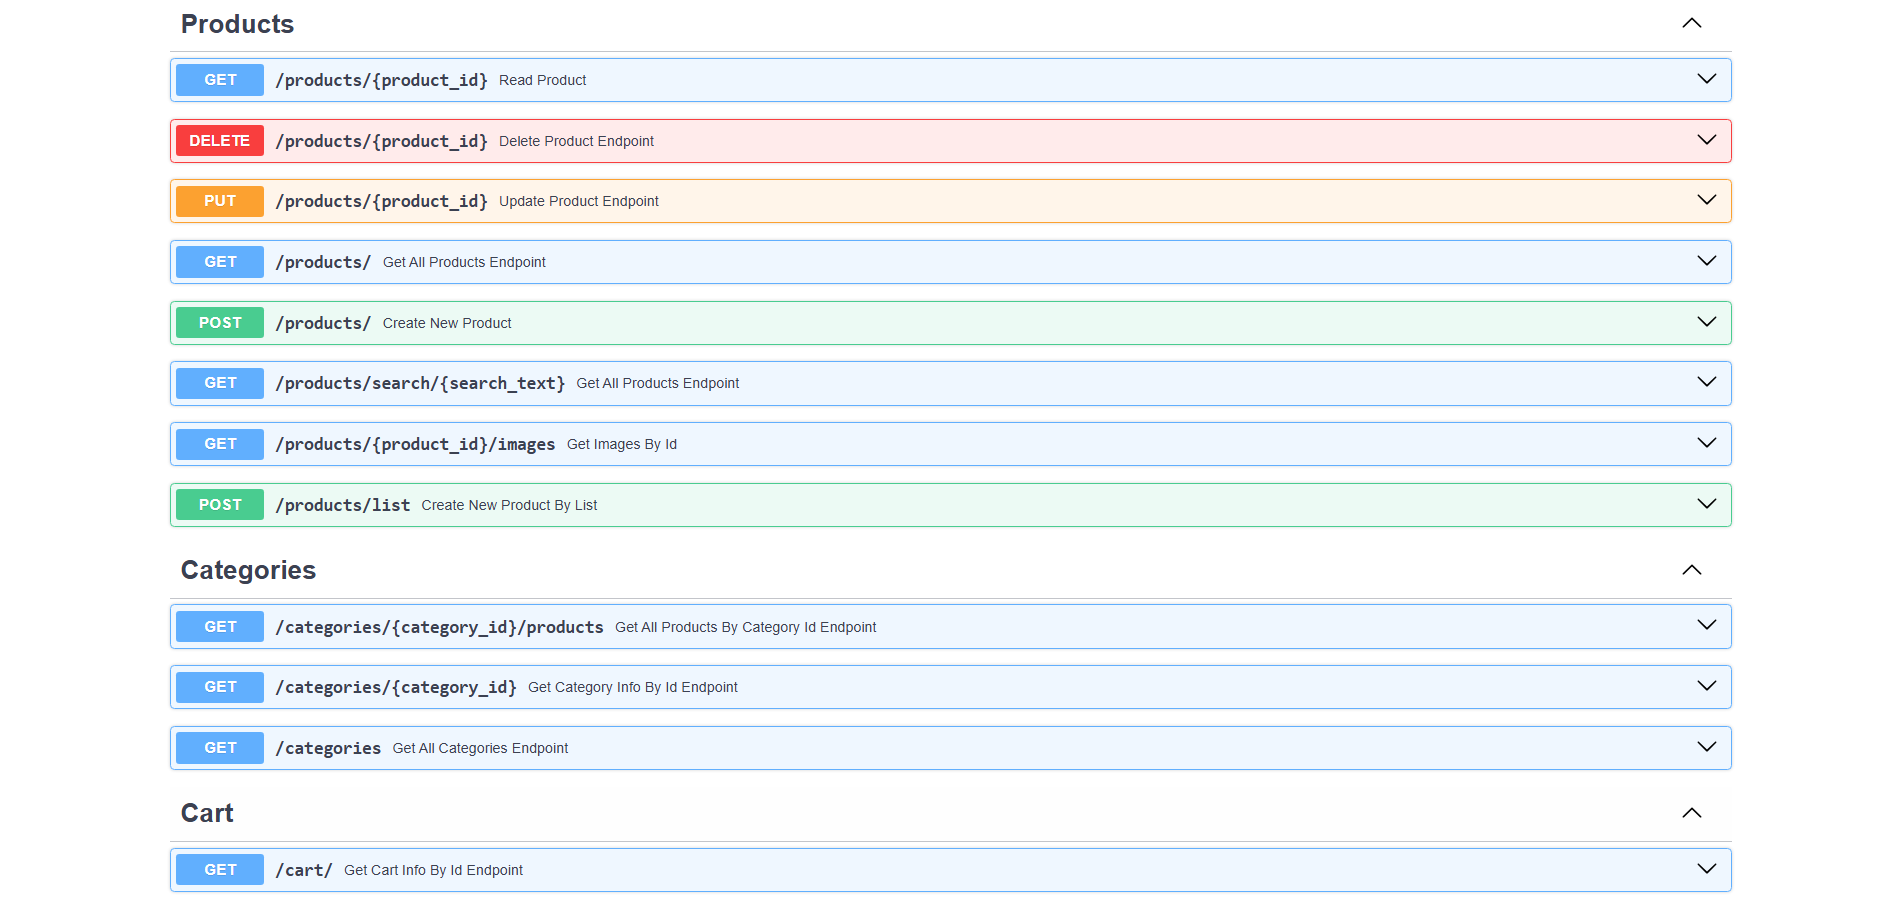 Products
GET /products/{product_id} Read Product
DELETE /products/{product_id} Delete Product Endpoint
PUT /products/{product_id} Update Product Endpoint
GET /products/ Get All Products Endpoint
POST /products/ Create New Product
GET /products/search/{search_text} Get All Products Endpoint
GET /products/{product_id}/images Get Images By Id
POST /products/list Create New Product By List
Categories
GET /categories/{category_id}/products Get All Products By Category Id Endpoint
GET /categories/{category_id} Get Category Info By Id Endpoint
GET /categories Get All Categories Endpoint
Cart
GET /cart/ Get Cart Info By Id Endpoint